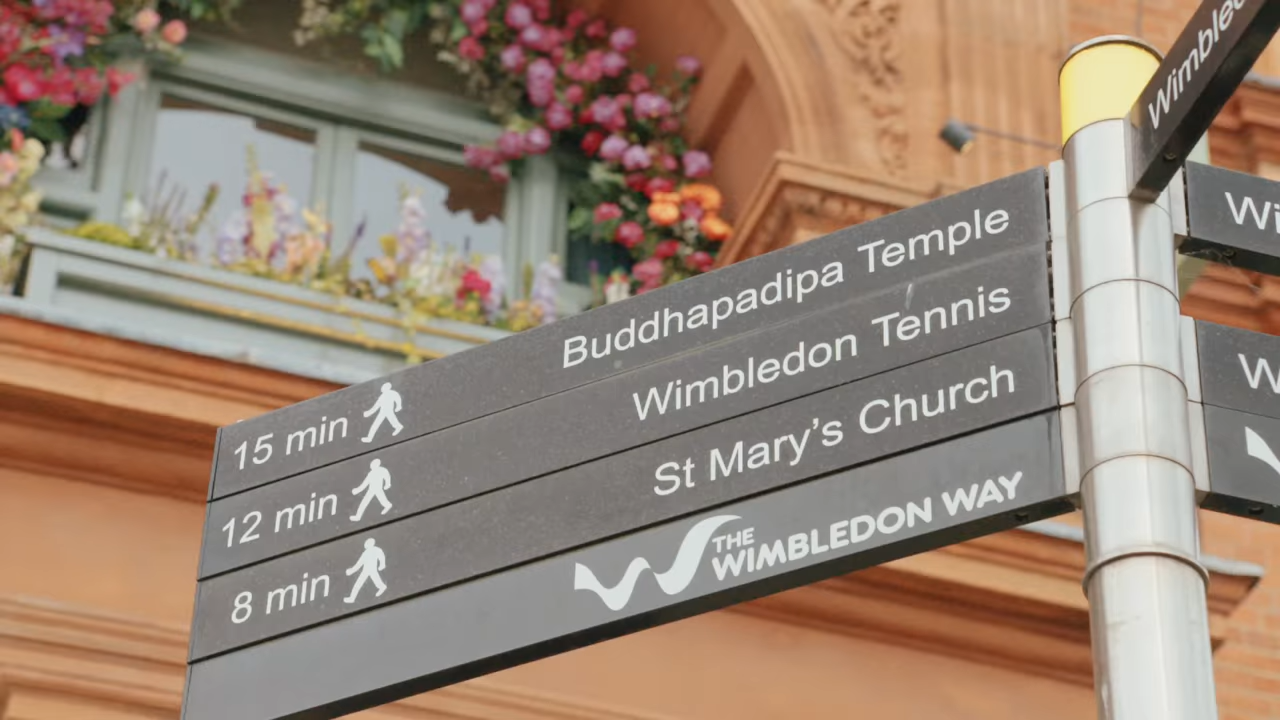 15 min Buddhapadipa Temple
12 min Wimbledon Tennis
8 min St Mary's Church
THE
WIMBLEDON WAY